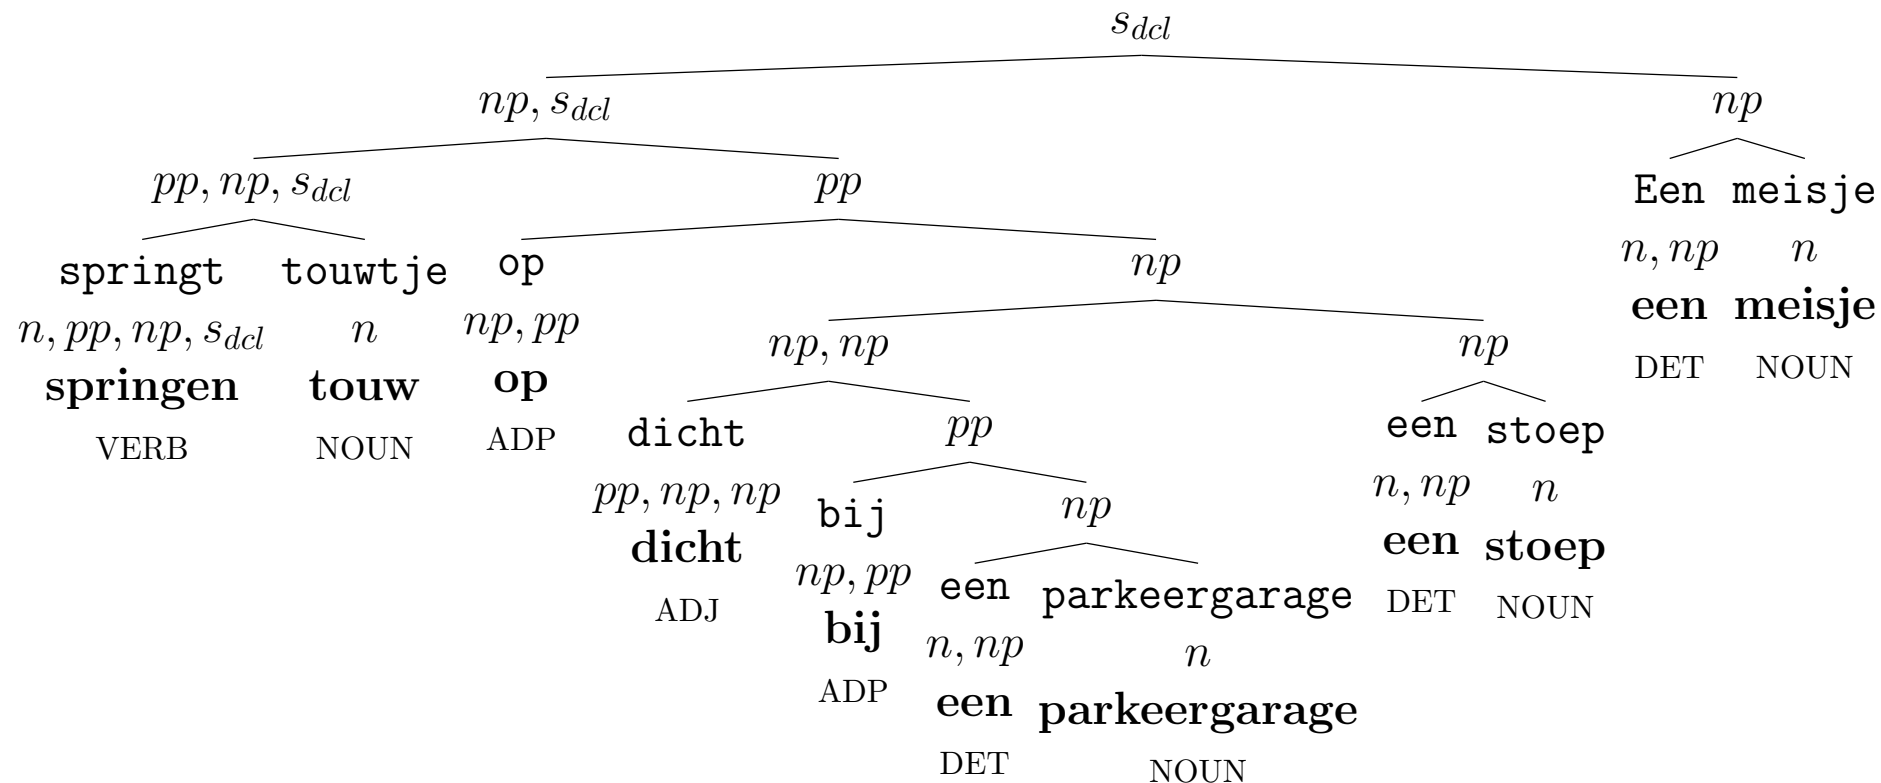 s_dcl
np, s_dcl np
pp, np, s_dcl pp Een meisje
springt touwtje op np n, np n
n, pp, np, s_dcl n np, pp np, np np een meisje
springen touw op DET NOUN
VERB NOUN ADP dicht pp een stoep
pp, np, np bij np n, np n
dicht np, pp een parkeergarage een stoep
ADJ bij n, np n DET NOUN
ADP een parkeergarage
DET NOUN